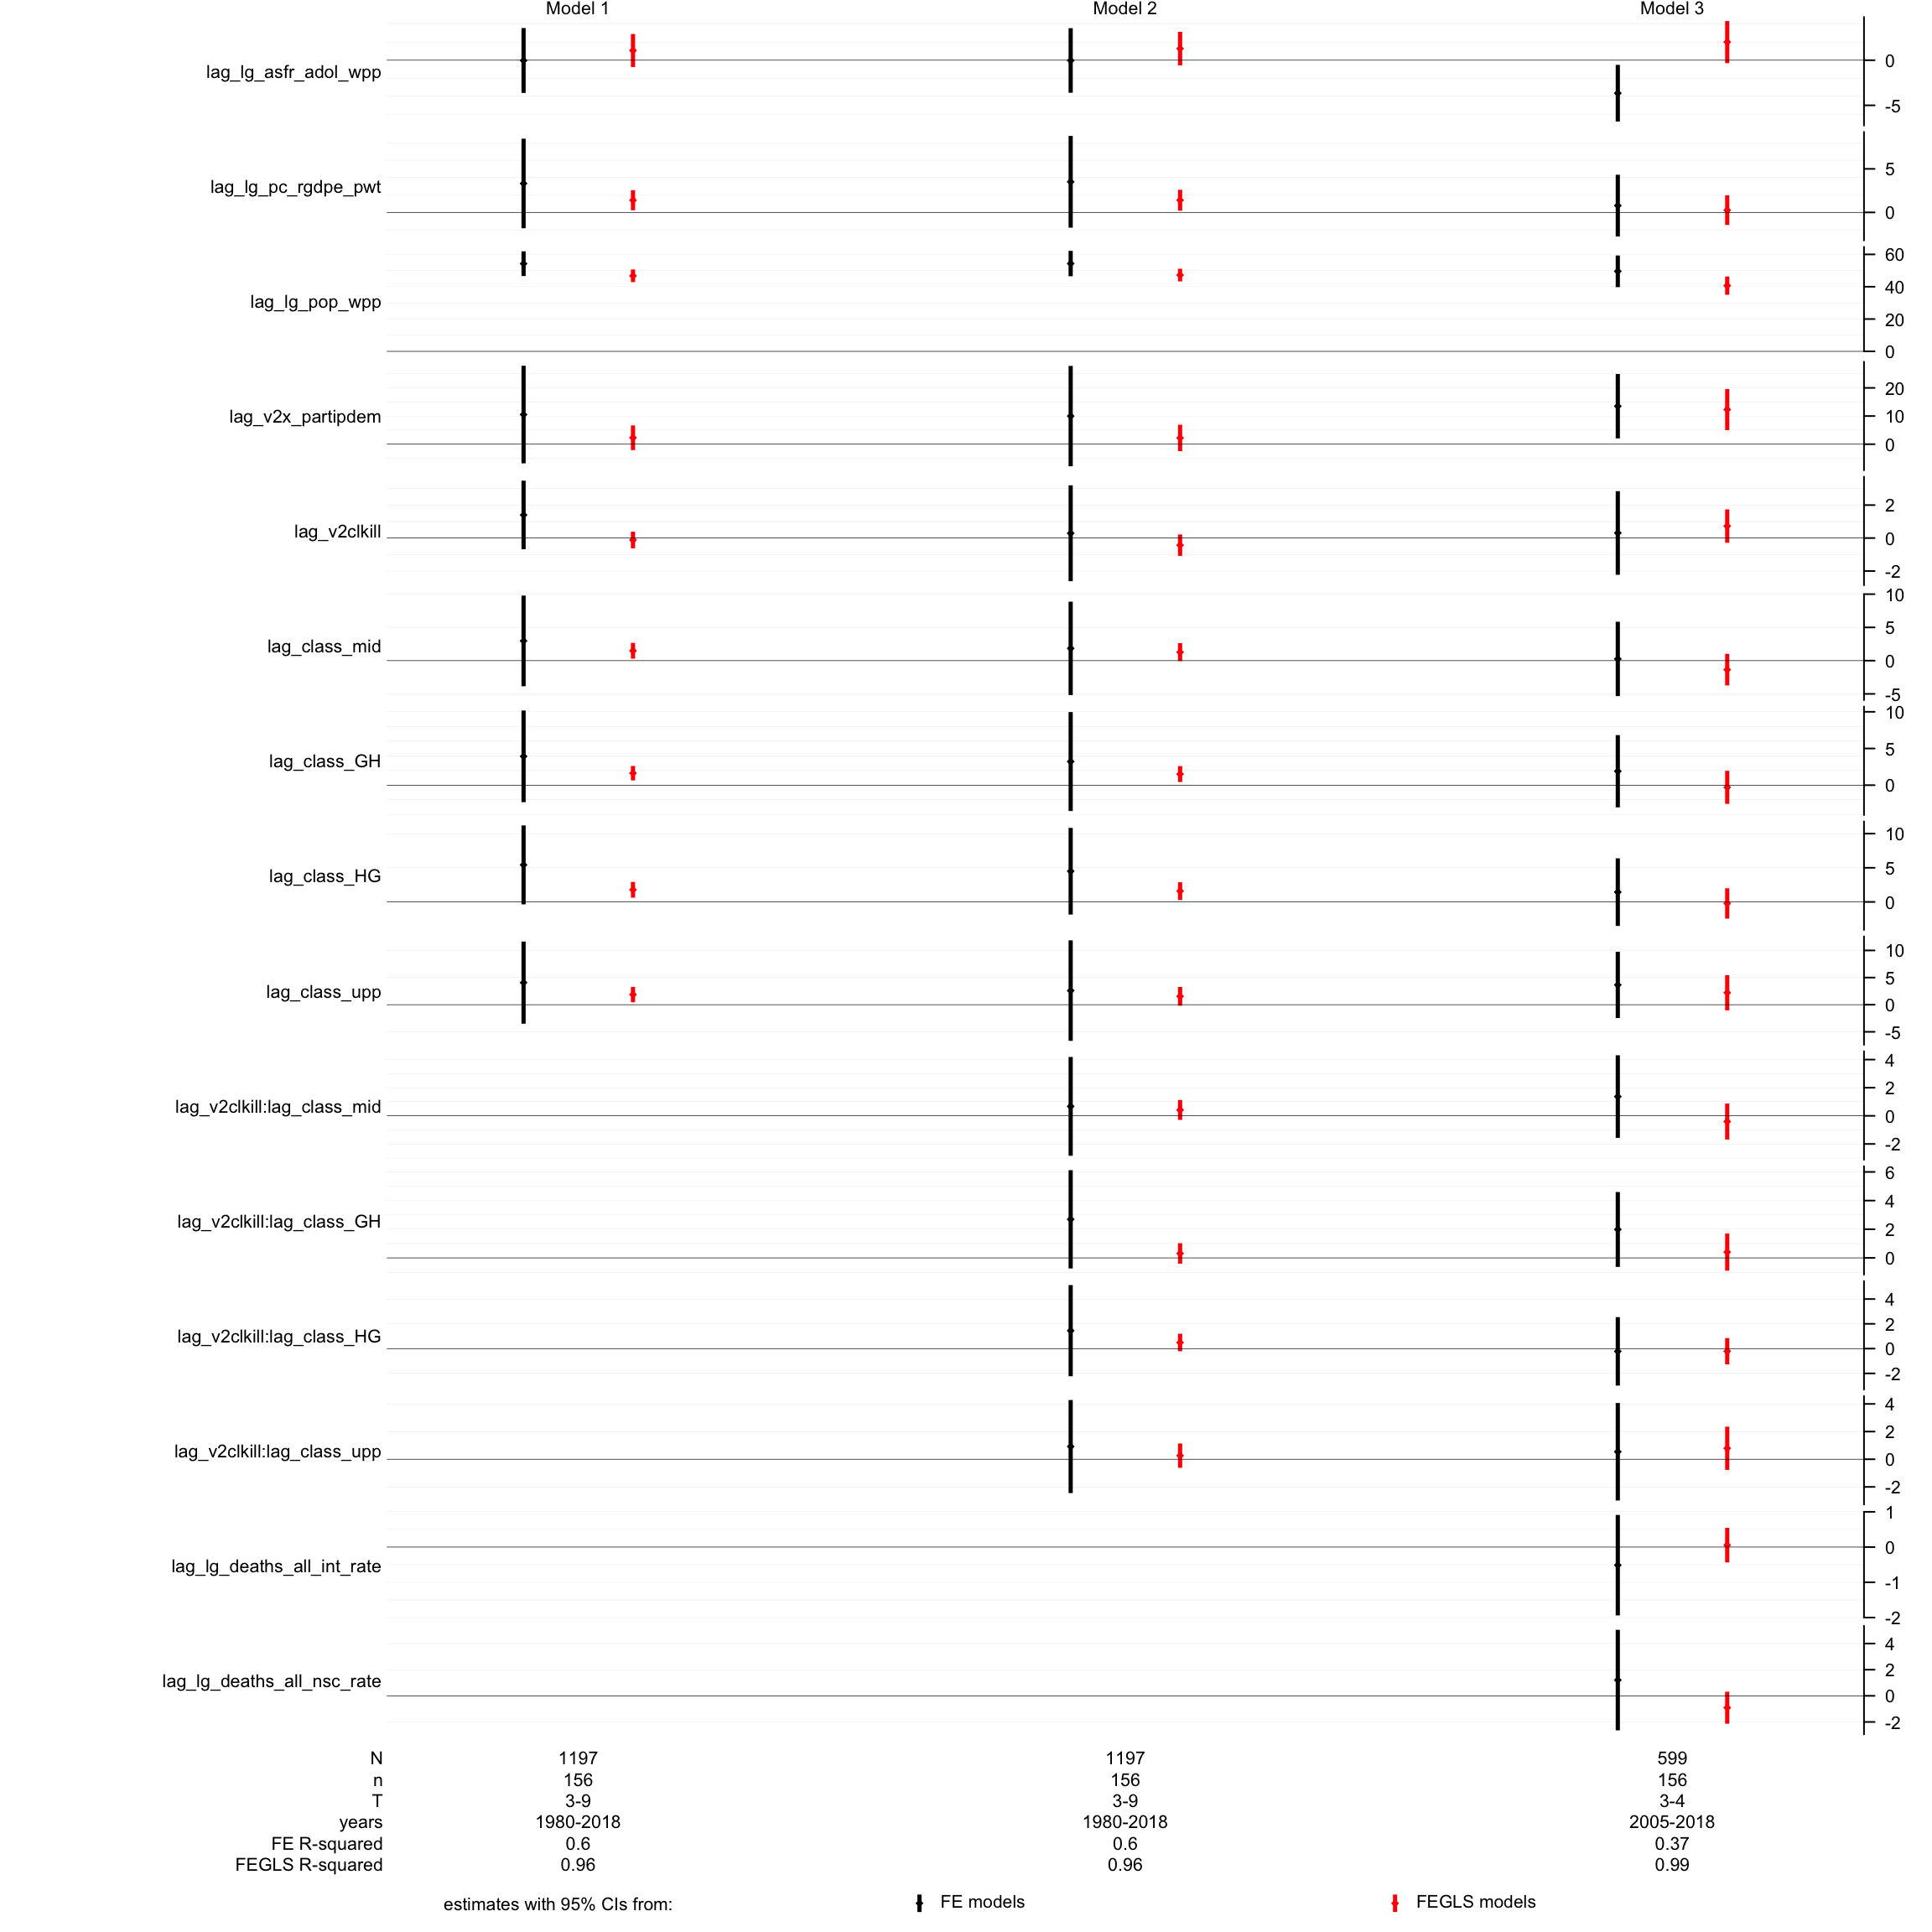 Model 1 Model 2 Model 3
lag_lg_asfr_adol_wpp 0 -5
lag_lg_pc_rgdpe_pwt 5 0
lag_lg_pop_wpp 60 40 20 0
lag_v2x_partipdem 20 10 0
lag_v2clkill 2 0 -2
lag_class_mid 10 5 0 -5
lag_class_GH 10 5 0
lag_class_HG 10 5 0
lag_class_upp 10 5 0 -5
lag_v2clkill:lag_class_mid 4 2 0 -2
lag_v2clkill:lag_class_GH 6 4 2 0
lag_v2clkill:lag_class_HG 4 2 0 -2
lag_v2clkill:lag_class_upp 4 2 0 -2
lag_lg_deaths_all_int_rate 1 0 -1 -2
lag_lg_deaths_all_nsc_rate 4 2 0 -2
N 1197 1197 599
n 156 156 156
T 3-9 3-9 3-4
years 1980-2018 1980-2018 2005-2018
FE R-squared 0.6 0.6 0.37
FEGLS R-squared 0.96 0.96 0.99
estimates with 95% CIs from: FE models FEGLS models